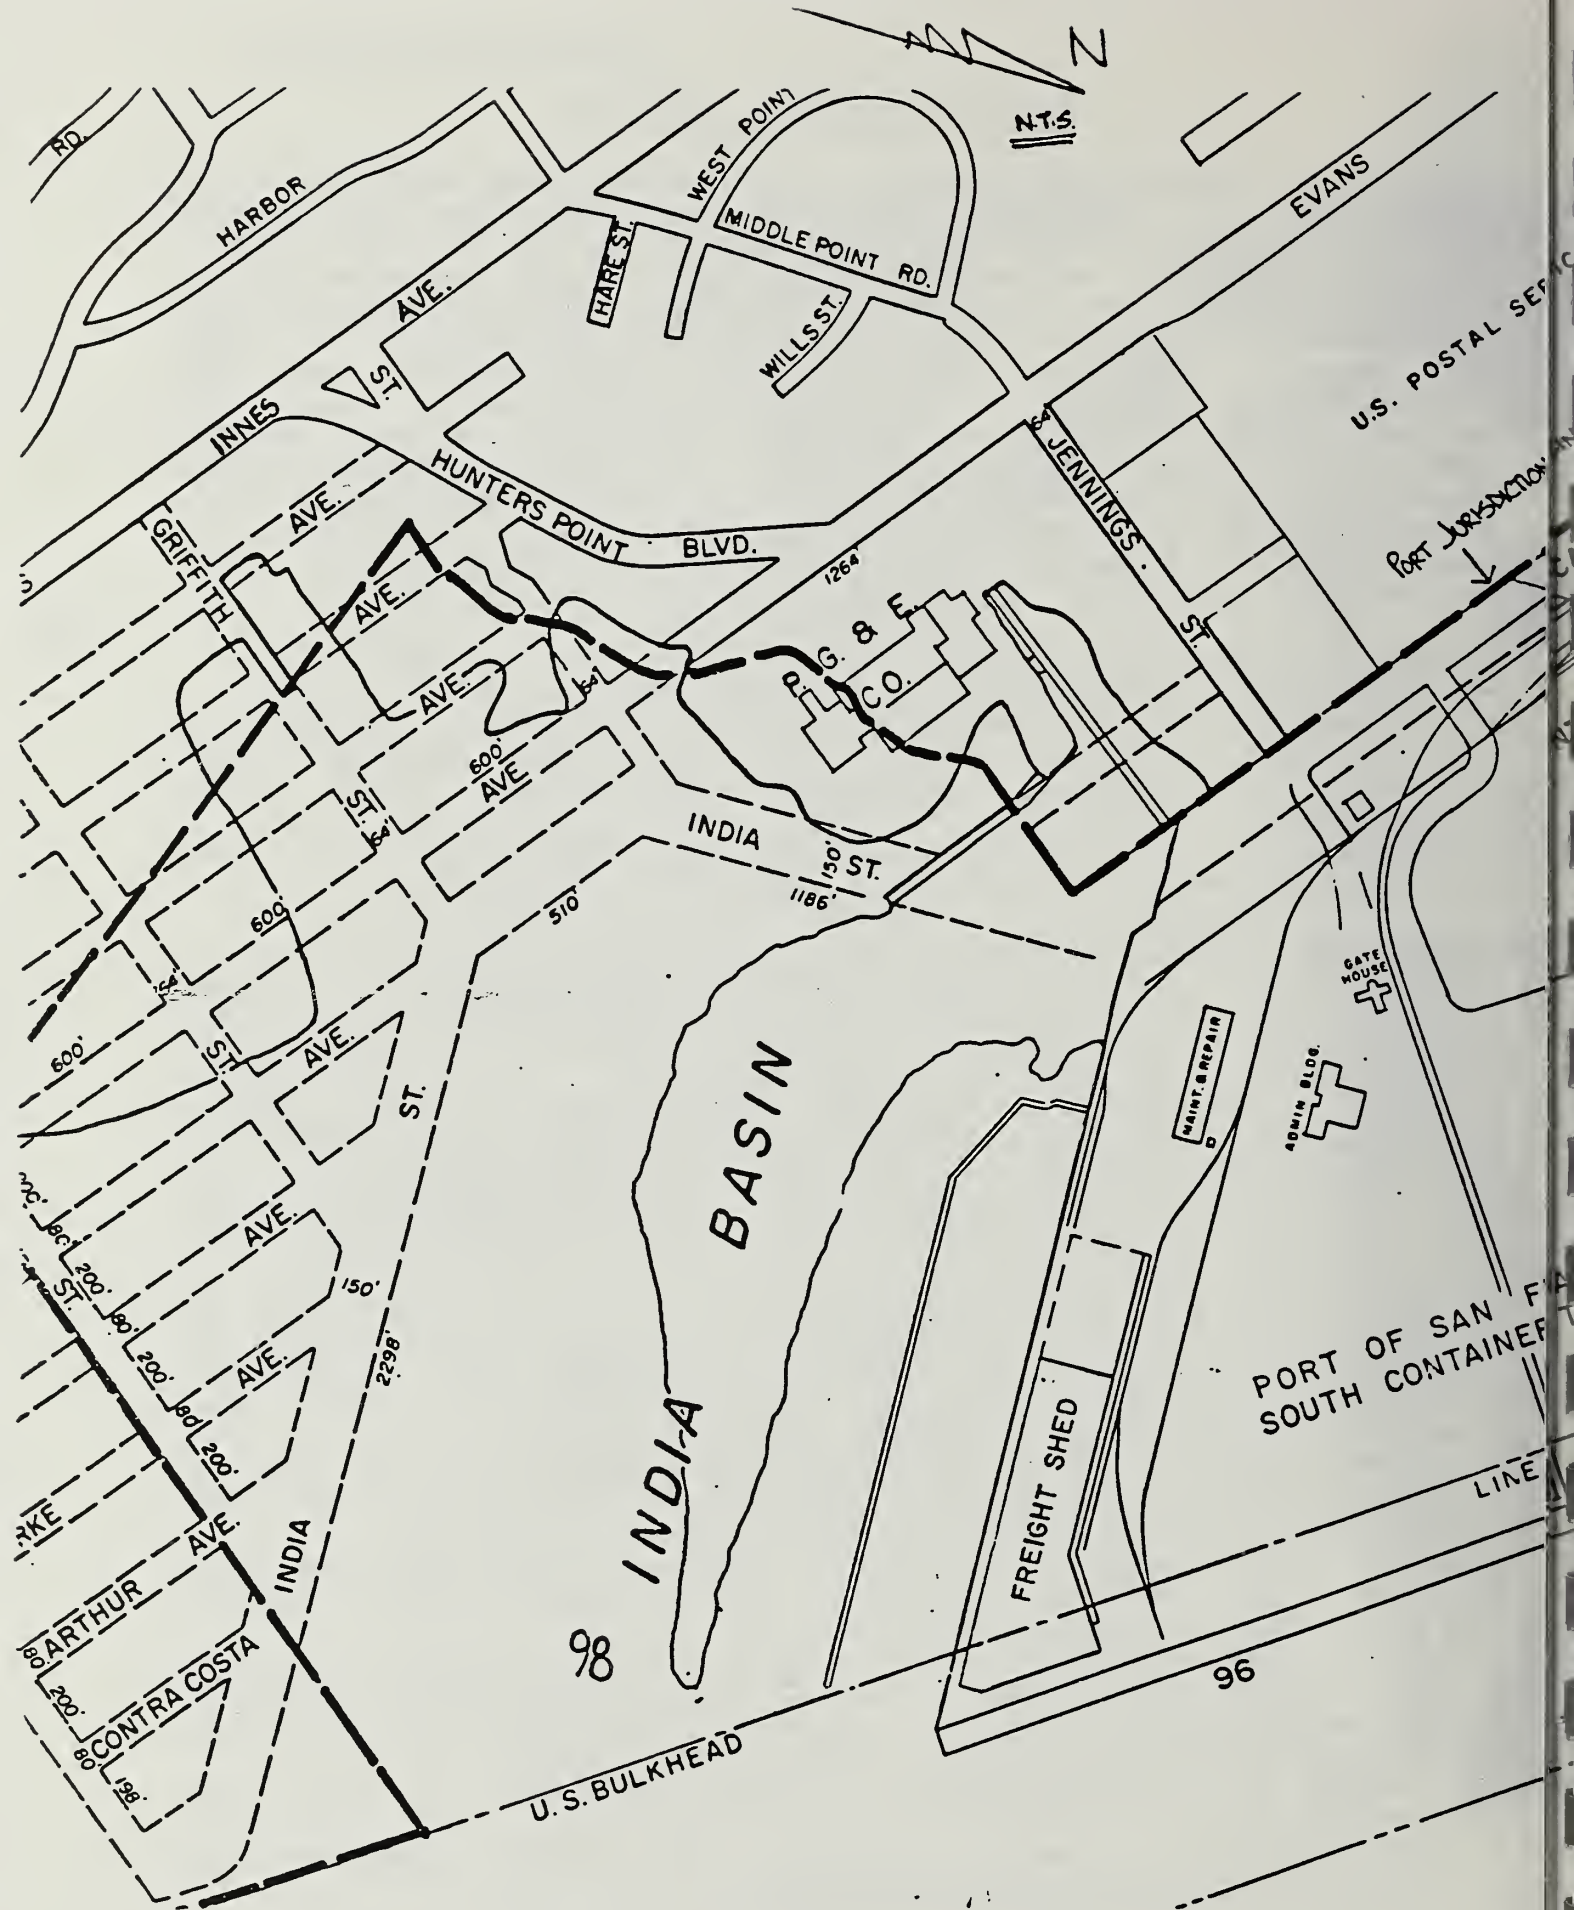 N
N.T.S.
RD.
HARBOR
WEST POINT
MIDDLE POINT RD.
HARE ST.
WILLS ST.
EVANS
AVE.
INNES
ST.
U.S. POSTAL
64'
JENNINGS
ST.
PORT JURISDICTION
HUNTERS POINT BLVD.
AVE.
GRIFFITH
1264'
AVE.
P. G. & E.
CO.
AVE.
64'
600'
AVE
ST.
64'
INDIA ST.
150'
1186'
510'
600'
64'
GATE
HOUSE
600'
ST.
AVE.
ST.
MAINT. & REPAIR
ADMIN BLDG.
INDIA BASIN
80'
200'
ST.
AVE.
80'
150'
200'
AVE.
2298'
80'
200'
PORT OF SAN
SOUTH CONTAINER
FREIGHT SHED
LINE
AVE.
INDIA
ARTHUR
80'
200'
CONTRA COSTA
80'
198'
98
96
U.S. BULKHEAD